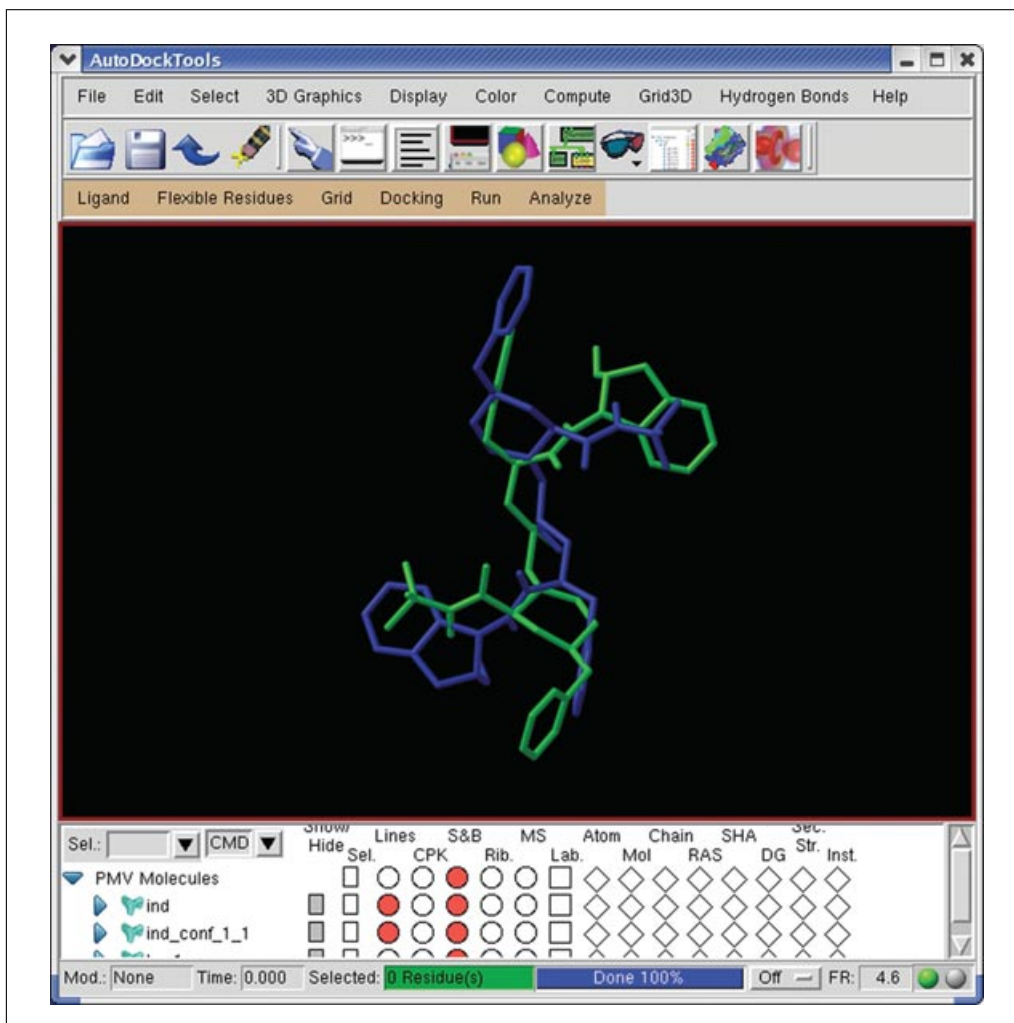 AutoDockTools
File Edit Select 3D Graphics Display Color Compute Grid3D Hydrogen Bonds Help
>>>_
Ligand Flexible Residues Grid Docking Run Analyze
Sel.: CMD
Show/ Lines S&B MS Atom Chain SHA Sec.
Hide Sel. CPK Rib. Lab. Mol RAS DG Str. Inst.
PMV Molecules
ind
ind_conf_1_1
Mod.: None Time: 0.000 Selected: 0 Residue(s) Done 100% Off FR: 4.6